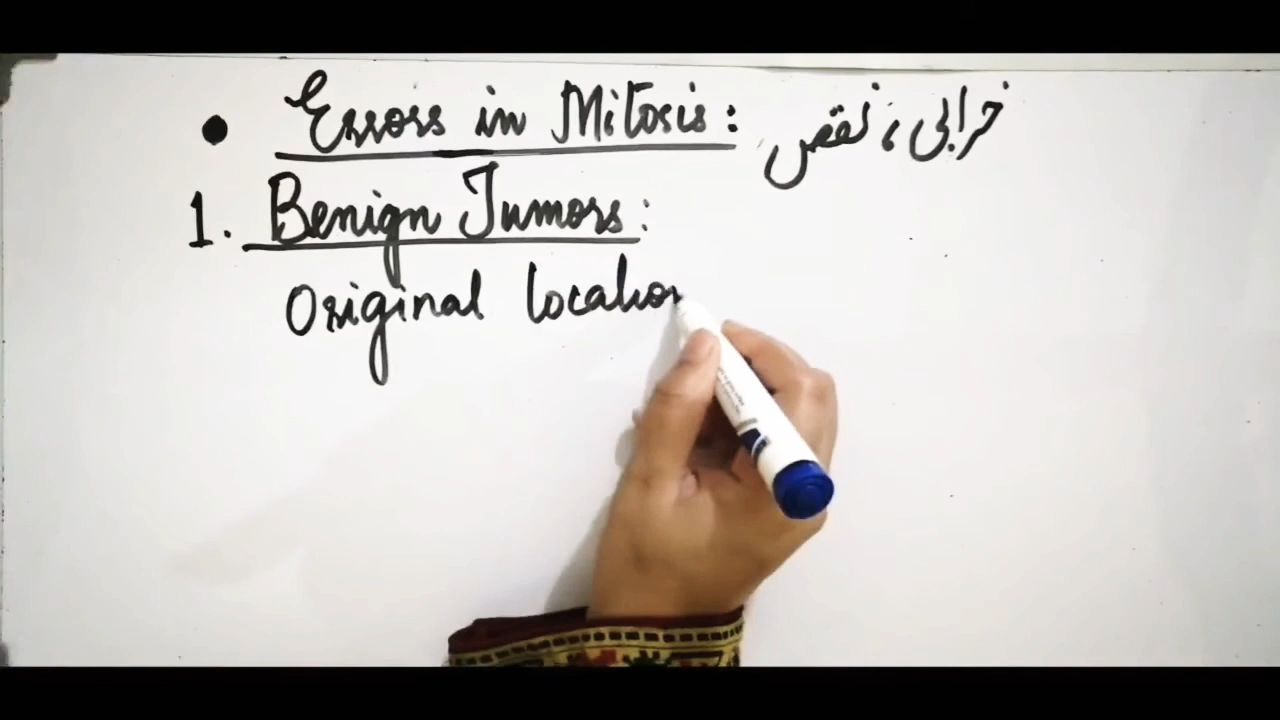 • Errors in Mitosis: خرابی، نقص
1. Benign Tumors:
Original location